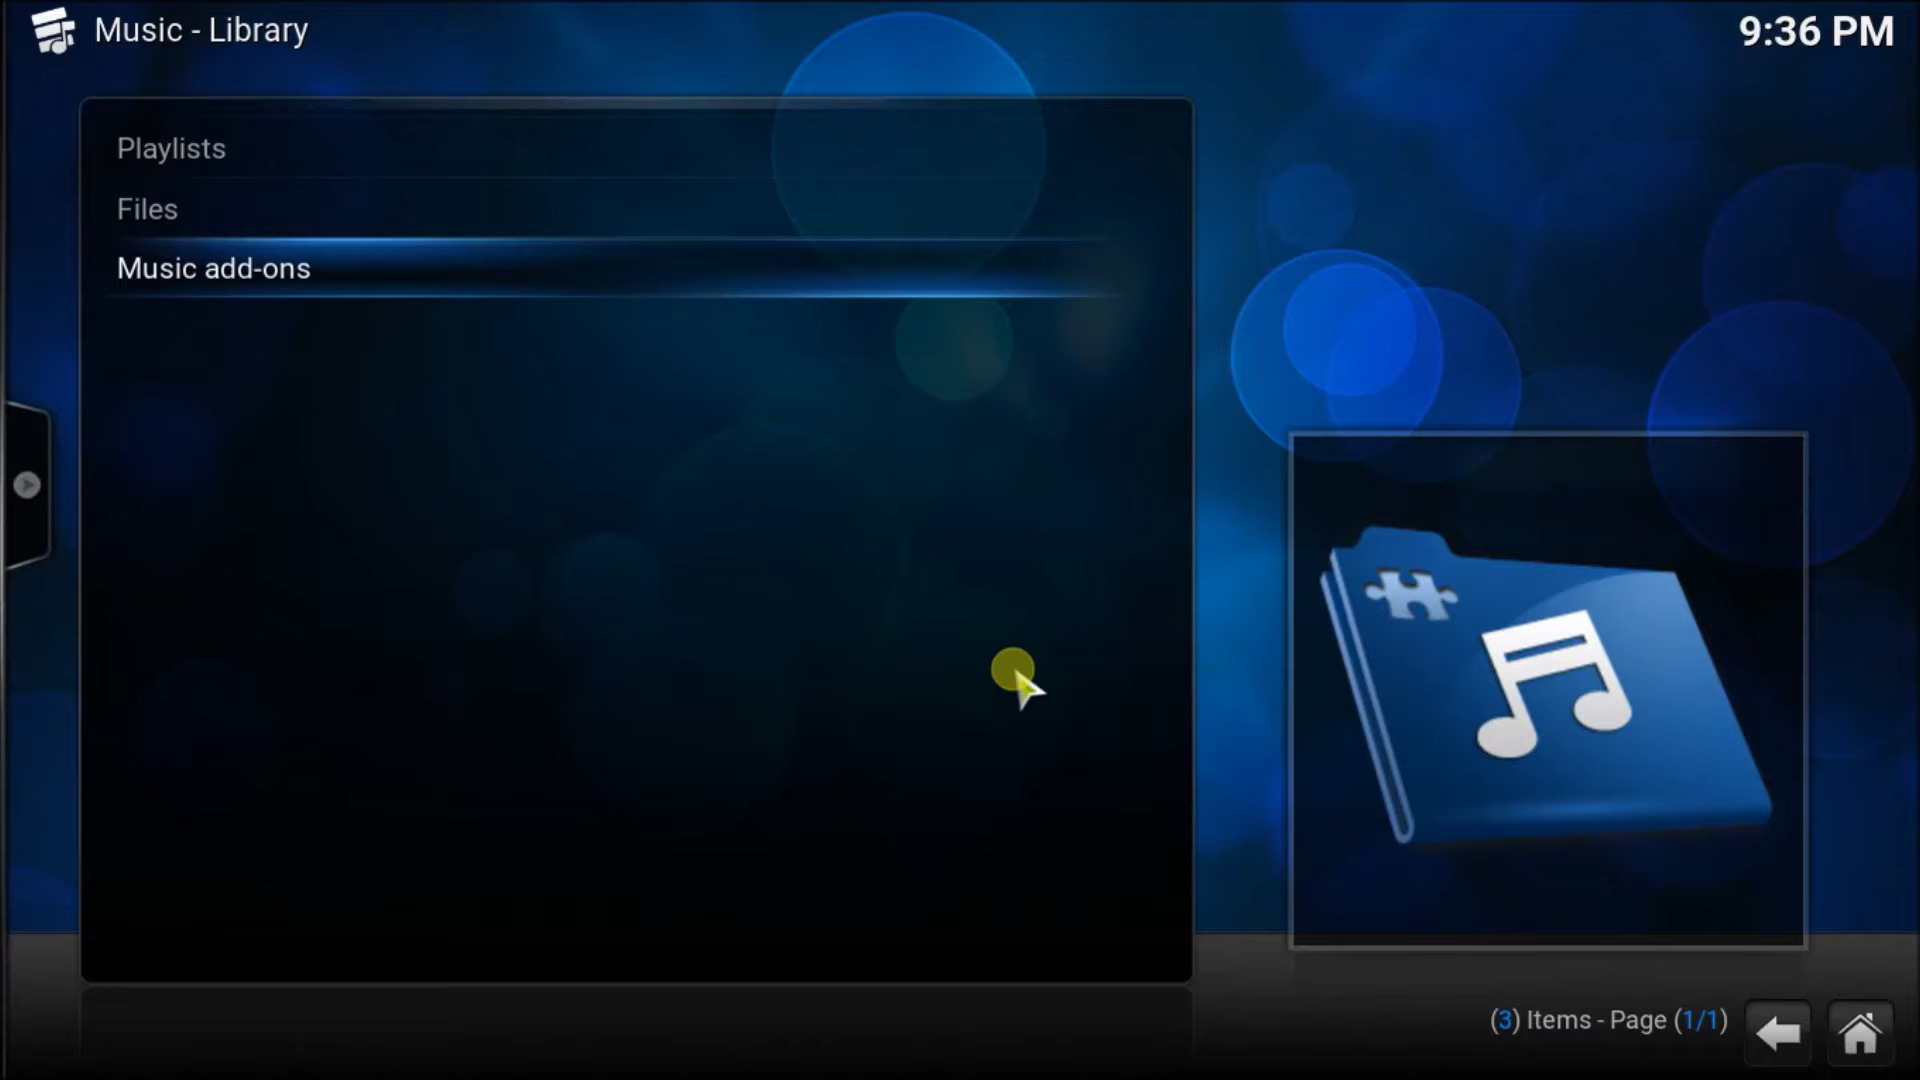 Music - Library
9:36 PM
Playlists
Files
Music add-ons
(3) Items - Page (1/1)